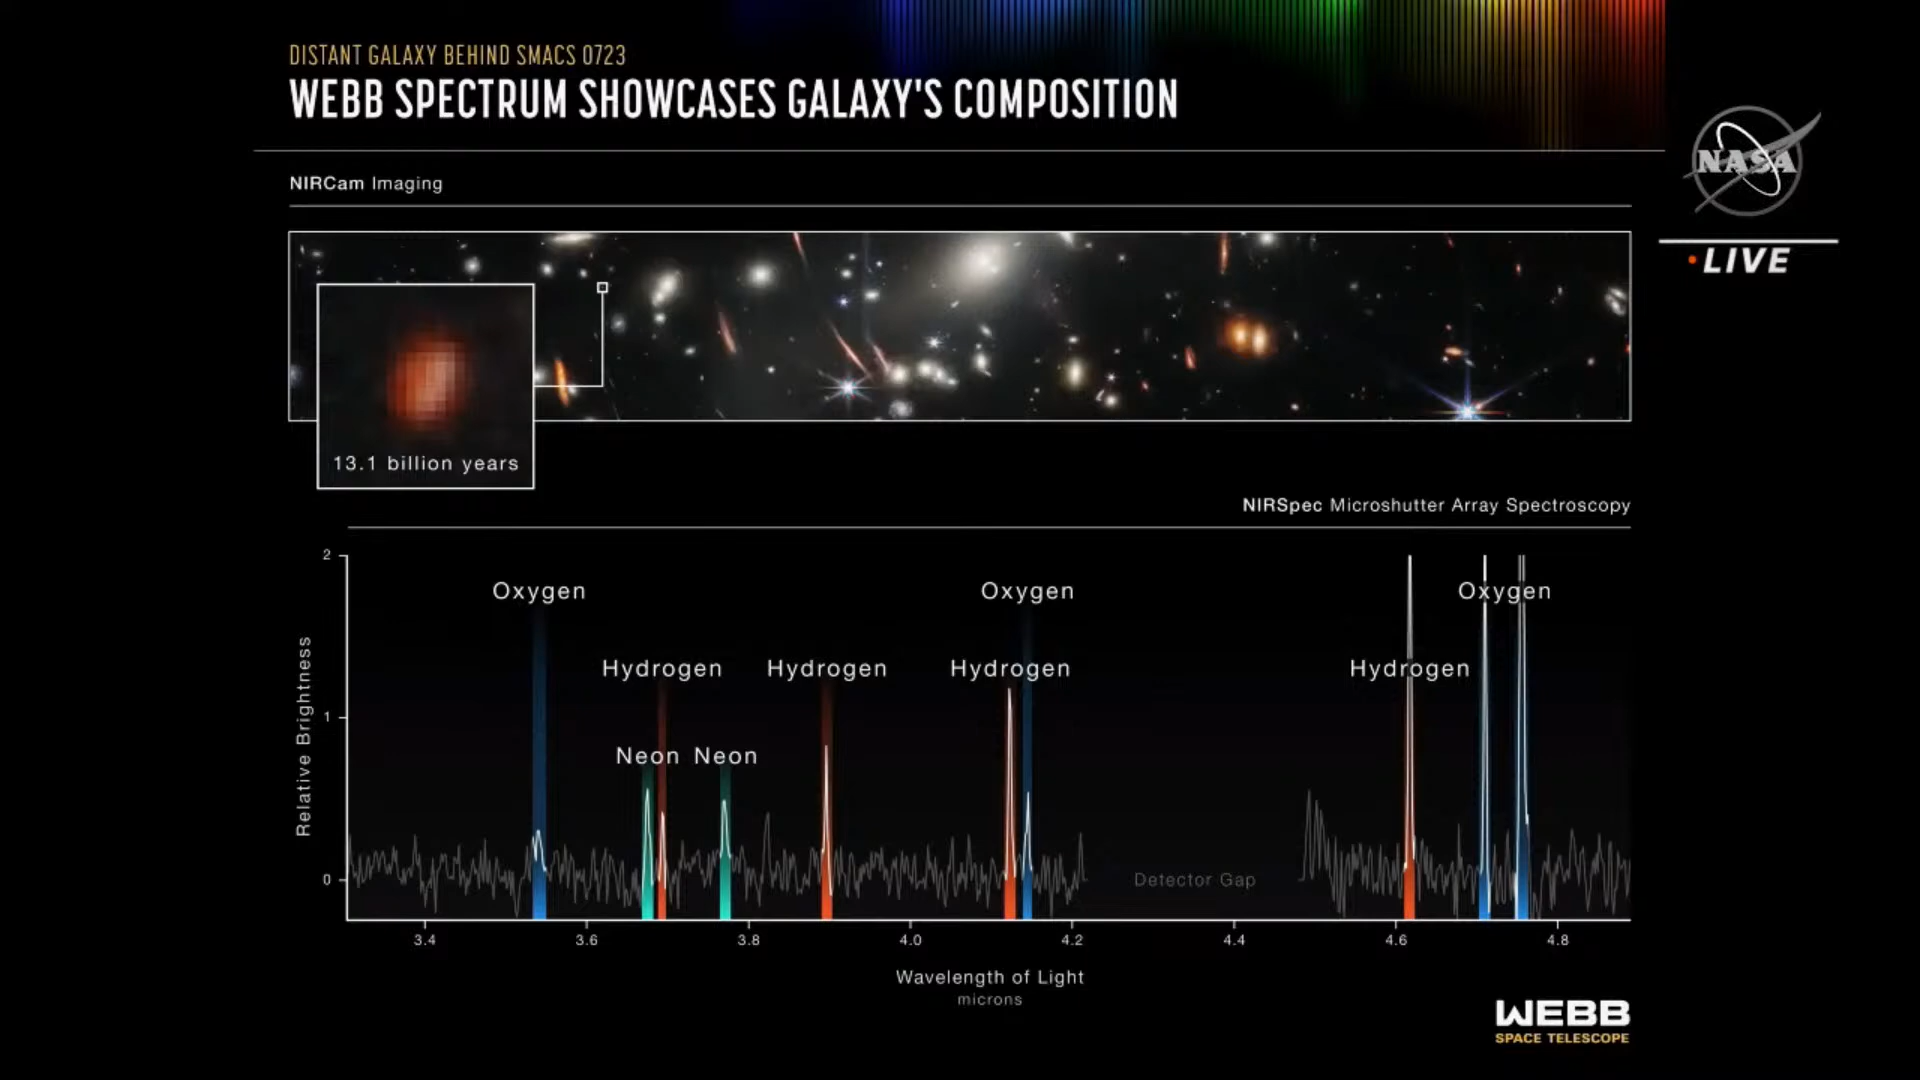 DISTANT GALAXY BEHIND SMACS 0723
WEBB SPECTRUM SHOWCASES GALAXY'S COMPOSITION
NASA
LIVE
NIRCam Imaging
13.1 billion years
NIRSpec Microshutter Array Spectroscopy
2
Oxygen
Oxygen
Oxygen
Hydrogen
Hydrogen
Hydrogen
Hydrogen
Neon
Neon
1
Relative Brightness
0
Detector Gap
3.4
3.6
3.8
4.0
4.2
4.4
4.6
4.8
Wavelength of Light
microns
WEBB
SPACE TELESCOPE